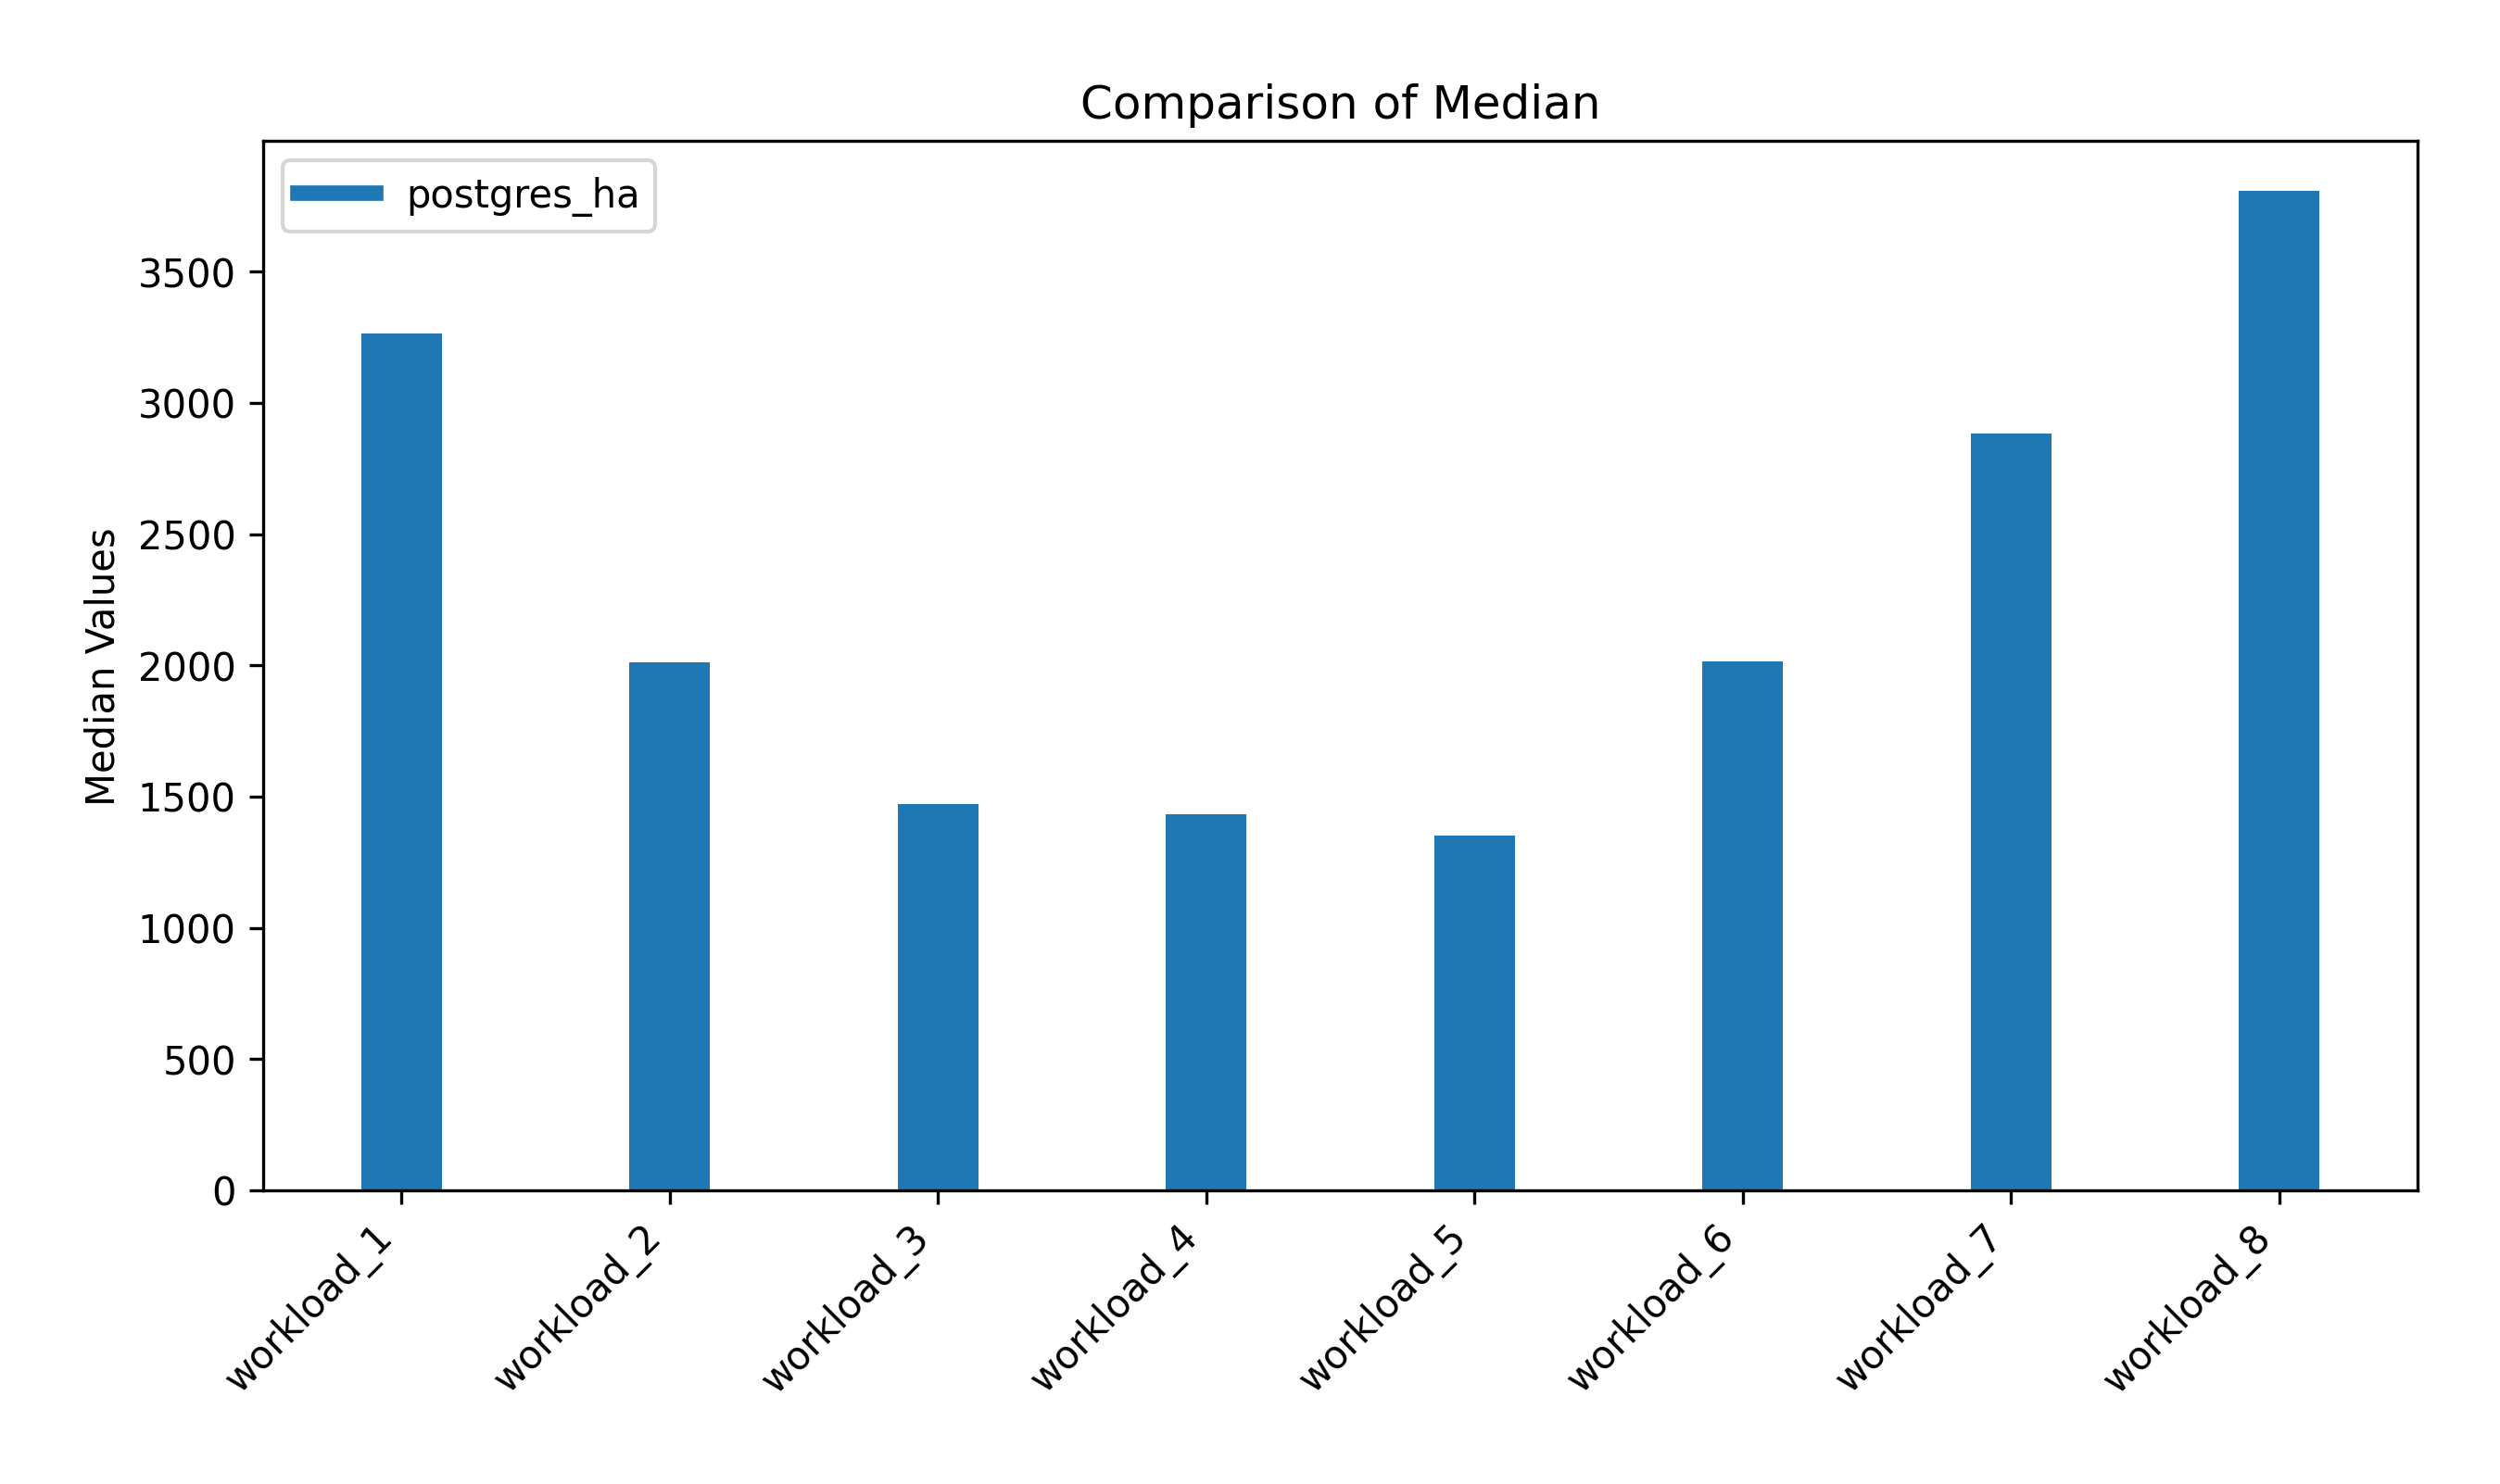 Comparison of Median
postgres_ha
Median Values
3500
3000
2500
2000
1500
1000
500
0
workload_1
workload_2
workload_3
workload_4
workload_5
workload_6
workload_7
workload_8